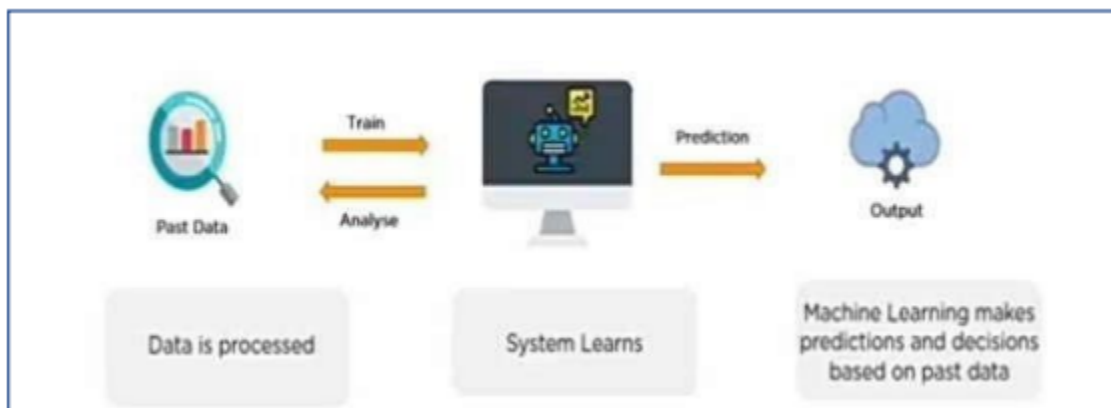 Train
Prediction
Past Data
Analyse
Output
Data is processed
System Learns
Machine Learning makes
predictions and decisions
based on past data